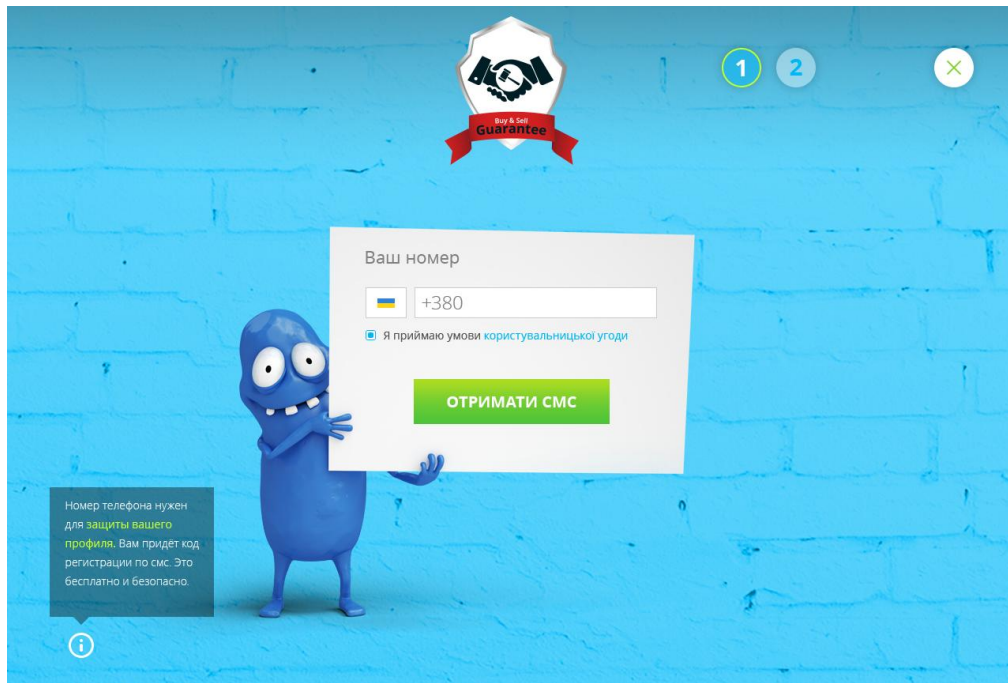 Buy & Sell
Guarantee
1 2
Ваш номер
+380
Я приймаю умови користувальницької угоди
ОТРИМАТИ СМС
Номер телефона нужен
для защиты вашего
профиля. Вам придёт код
регистрации по смс. Это
бесплатно и безопасно.